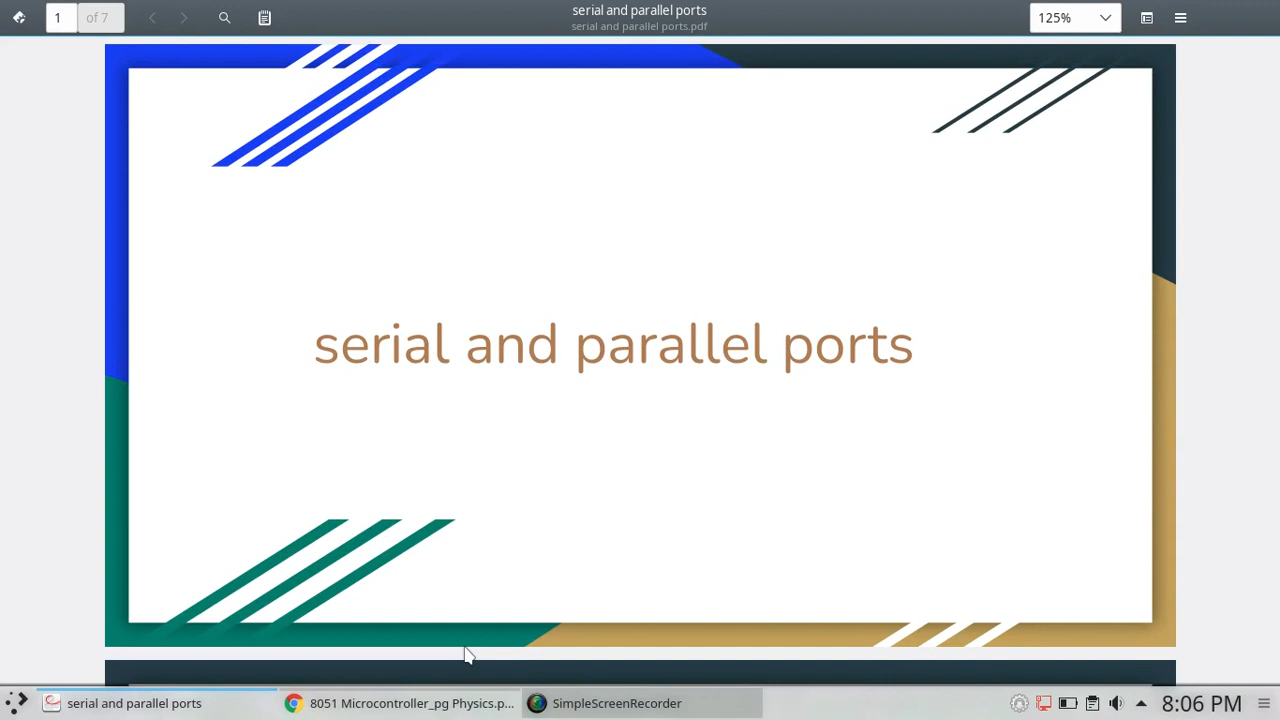 1
of 7
serial and parallel ports
serial and parallel ports.pdf
125%
serial and parallel ports
serial and parallel ports
8051 Microcontroller_pg Physics.p...
SimpleScreenRecorder
8:06 PM